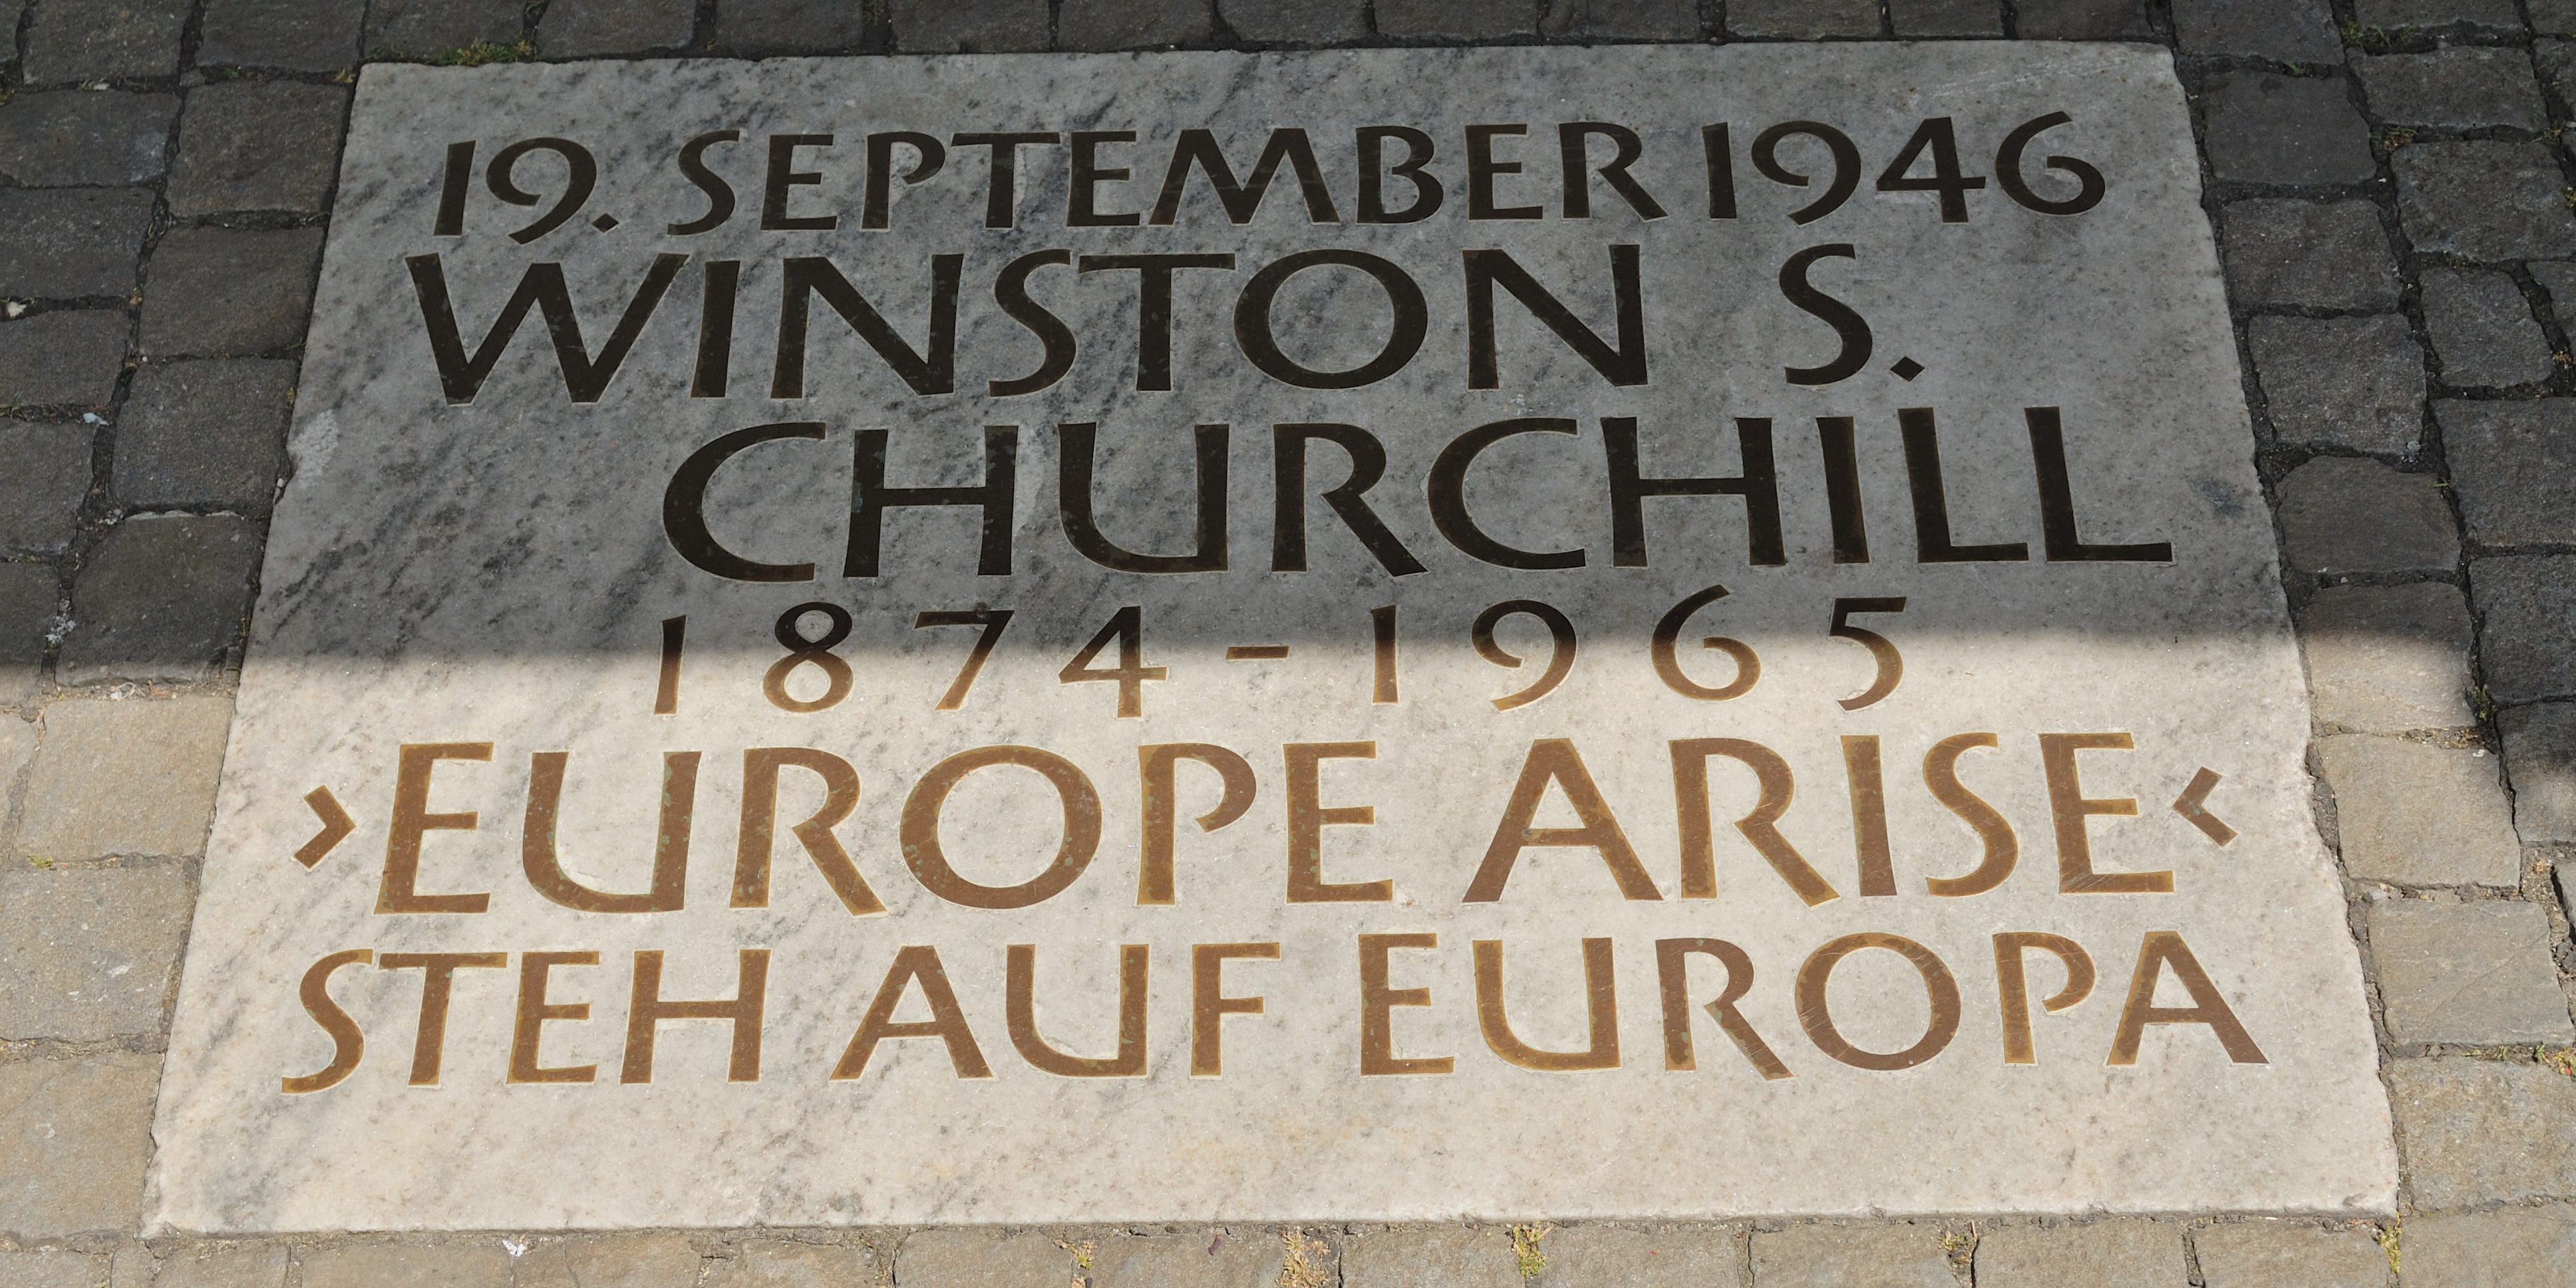 19. SEPTEMBER 1946
WINSTON S.
CHURCHILL
1874-1965
›EUROPE ARISE‹
STEH AUF EUROPA